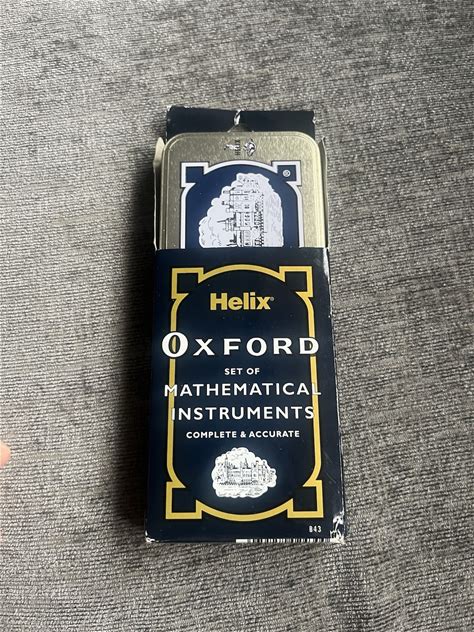 ®
Helix®
OXFORD
SET OF
MATHEMATICAL
INSTRUMENTS
COMPLETE & ACCURATE
B43